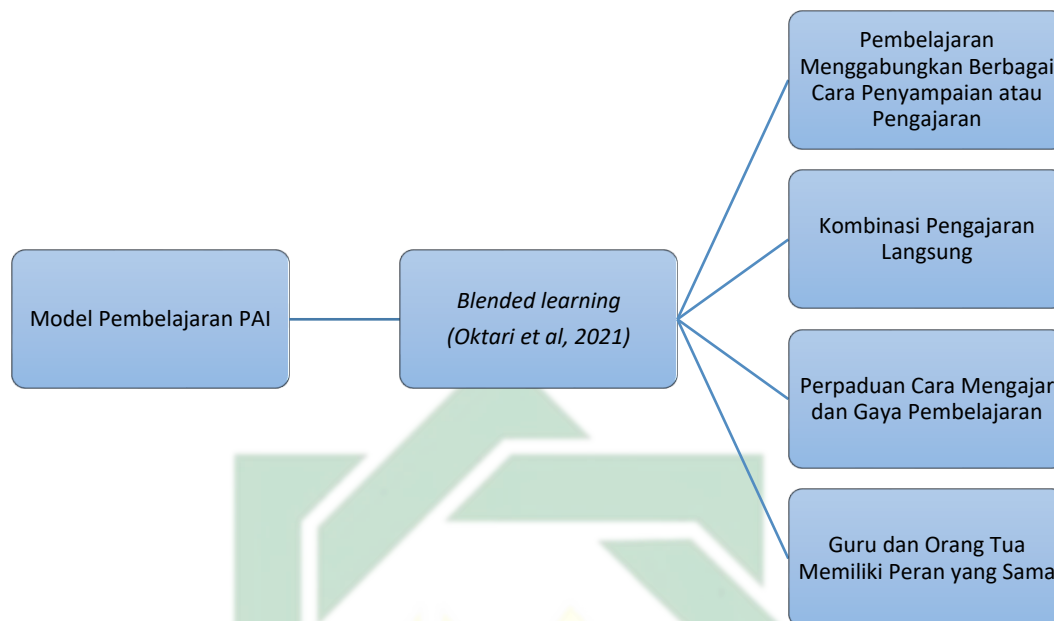 Pembelajaran
Menggabungkan Berbagai
Cara Penyampaian atau
Pengajaran
Kombinasi Pengajaran
Langsung
Model Pembelajaran PAI
Blended learning
(Oktari et al, 2021)
Perpaduan Cara Mengajar
dan Gaya Pembelajaran
Guru dan Orang Tua
Memiliki Peran yang Sama